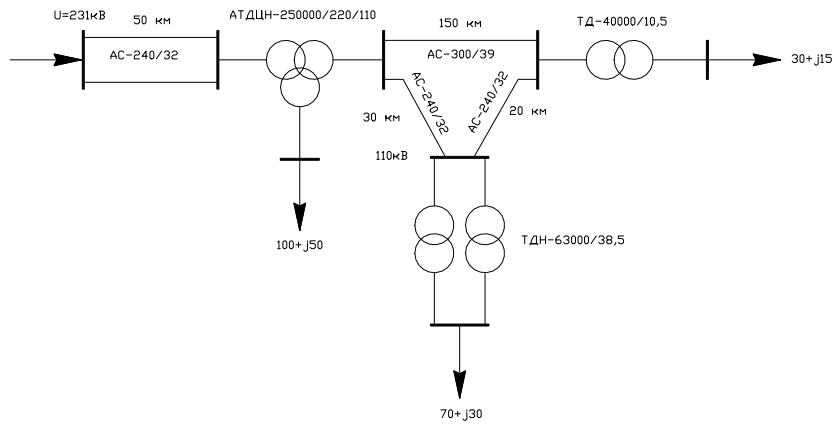 U=231кВ
50 км
АС-240/32
АТДЦН-250000/220/110
150 км
АС-300/39
ТД-40000/10,5
30+j15
АС-240/32
АС-240/32
30 км
20 км
110кВ
100+j50
ТДН-63000/38,5
70+j30